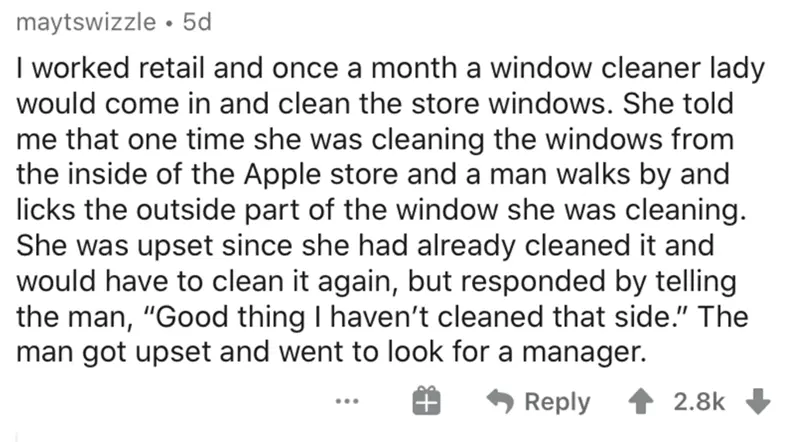 maytswizzle • 5d
I worked retail and once a month a window cleaner lady
would come in and clean the store windows. She told
me that one time she was cleaning the windows from
the inside of the Apple store and a man walks by and
licks the outside part of the window she was cleaning.
She was upset since she had already cleaned it and
would have to clean it again, but responded by telling
the man, “Good thing I haven’t cleaned that side.” The
man got upset and went to look for a manager.
... Reply 2.8k